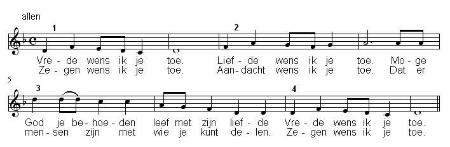 allen
1 2
Vre - de wens ik je toe. Lief - de wens ik je toe. Mo - ge
Ze - gen wens ik je toe. Aan - dacht wens ik je toe. Dat er
5
3 4
God je be - hoe - den leef met zijn lief - de Vre - de wens ik je toe.
men - sen zijn met wie je kunt de - len. Ze - gen wens ik je toe.